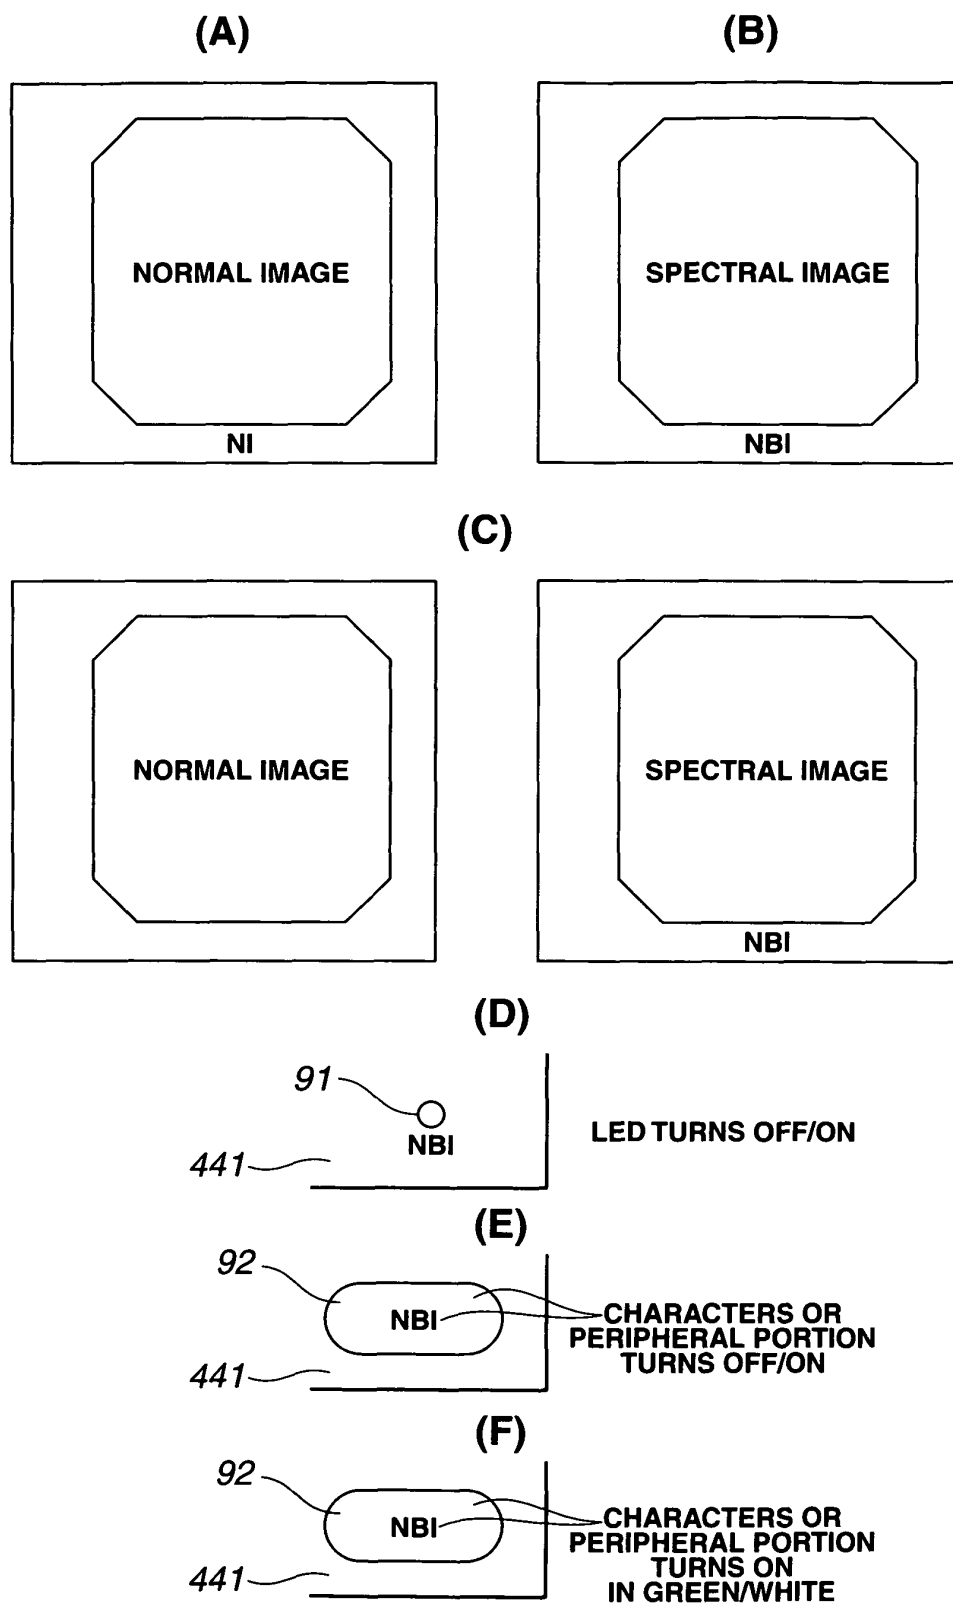 (A)
(B)
NORMAL IMAGE
SPECTRAL IMAGE
NI
NBI
(C)
NORMAL IMAGE
SPECTRAL IMAGE
NBI
(D)
91
NBI
441
LED TURNS OFF/ON
(E)
92
NBI
441
CHARACTERS OR
PERIPHERAL PORTION
TURNS OFF/ON
(F)
92
NBI
441
CHARACTERS OR
PERIPHERAL PORTION
TURNS ON
IN GREEN/WHITE